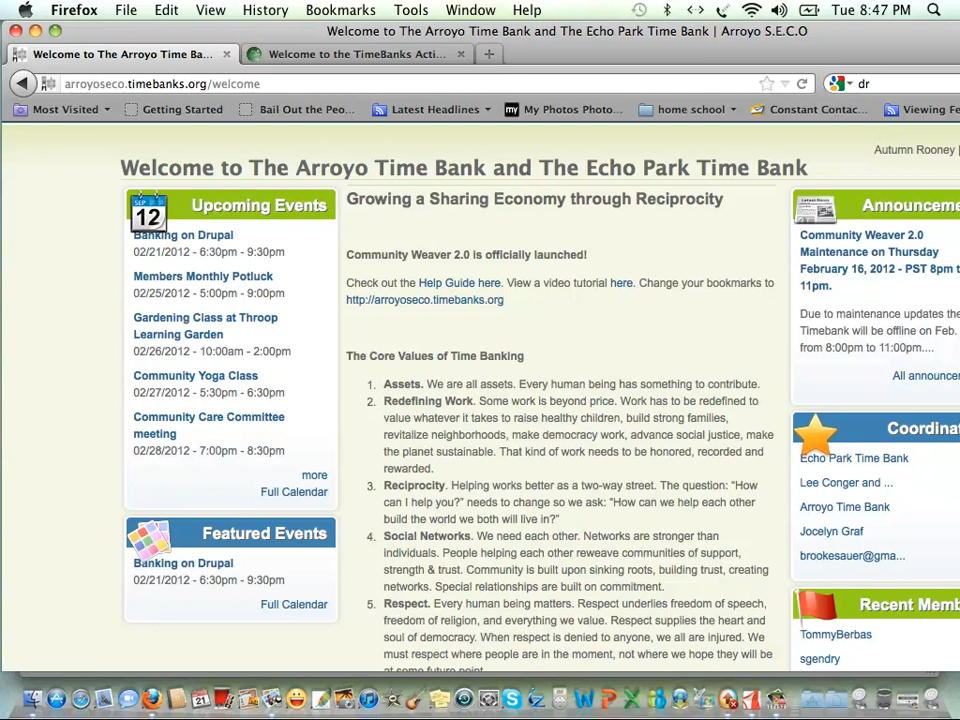 Firefox File Edit View History Bookmarks Tools Window Help Tue 8:47 PM
Welcome to The Arroyo Time Bank and The Echo Park Time Bank | Arroyo S.E.C.O
Welcome to The Arroyo Time Ba... × Welcome to the TimeBanks Acti... × +
arroyoseco.timebanks.org/welcome dr
Most Visited Getting Started Bail Out the Peo... Latest Headlines my My Photos Photo... home school Constant Contac... Viewing Fe
Autumn Rooney |
Welcome to The Arroyo Time Bank and The Echo Park Time Bank
SEP
12
Upcoming Events
Banking on Drupal
02/21/2012 - 6:30pm - 9:30pm
Members Monthly Potluck
02/25/2012 - 5:00pm - 9:00pm
Gardening Class at Throop
Learning Garden
02/26/2012 - 10:00am - 2:00pm
Community Yoga Class
02/27/2012 - 6:30pm - 8:30pm
Community Care Committee
meeting
02/28/2012 - 7:00pm - 8:30pm
more
Full Calendar
Featured Events
Banking on Drupal
02/21/2012 - 6:30pm - 9:30pm
Full Calendar
Growing a Sharing Economy through Reciprocity
Community Weaver 2.0 is officially launched!
Check out the Help Guide here. View a video tutorial here. Change your bookmarks to
http://arroyoseco.timebanks.org
The Core Values of Time Banking
1. Assets. We are all assets. Every human being has something to contribute.
2. Redefining Work. Some work is beyond price. Work has to be redefined to
value whatever it takes to raise healthy children, build strong families,
revitalize neighborhoods, make democracy work, advance social justice, make
the planet sustainable. That kind of work needs to be honored, recorded and
rewarded.
3. Reciprocity. Helping works better as a two-way street. The question: “How
can I help you?” needs to change so we ask: “How can we help each other
build the world we both will live in?”
4. Social Networks. We need each other. Networks are stronger than
individuals. People helping each other reweave communities of support,
strength & trust. Community is built upon sinking roots, building trust, creating
networks. Special relationships are built on commitment.
5. Respect. Every human being matters. Respect underlies freedom of speech,
freedom of religion, and everything we value. Respect supplies the heart and
soul of democracy. When respect is denied to anyone, we all are injured. We
must respect where people are in the moment, not where we hope they will be
at some future point.
Announceme
Community Weaver 2.0
Maintenance on Thursday
February 16, 2012 - PST 8pm t
11pm.
Due to maintenance updates the
Timebank will be offline on Feb.
from 8:00pm to 11:00pm....
All announcer
Coordina
Echo Park Time Bank
Lee Conger and ...
Arroyo Time Bank
Jocelyn Graf
brookesauer@gma...
Recent Memb
TommyBerbas
sgendry